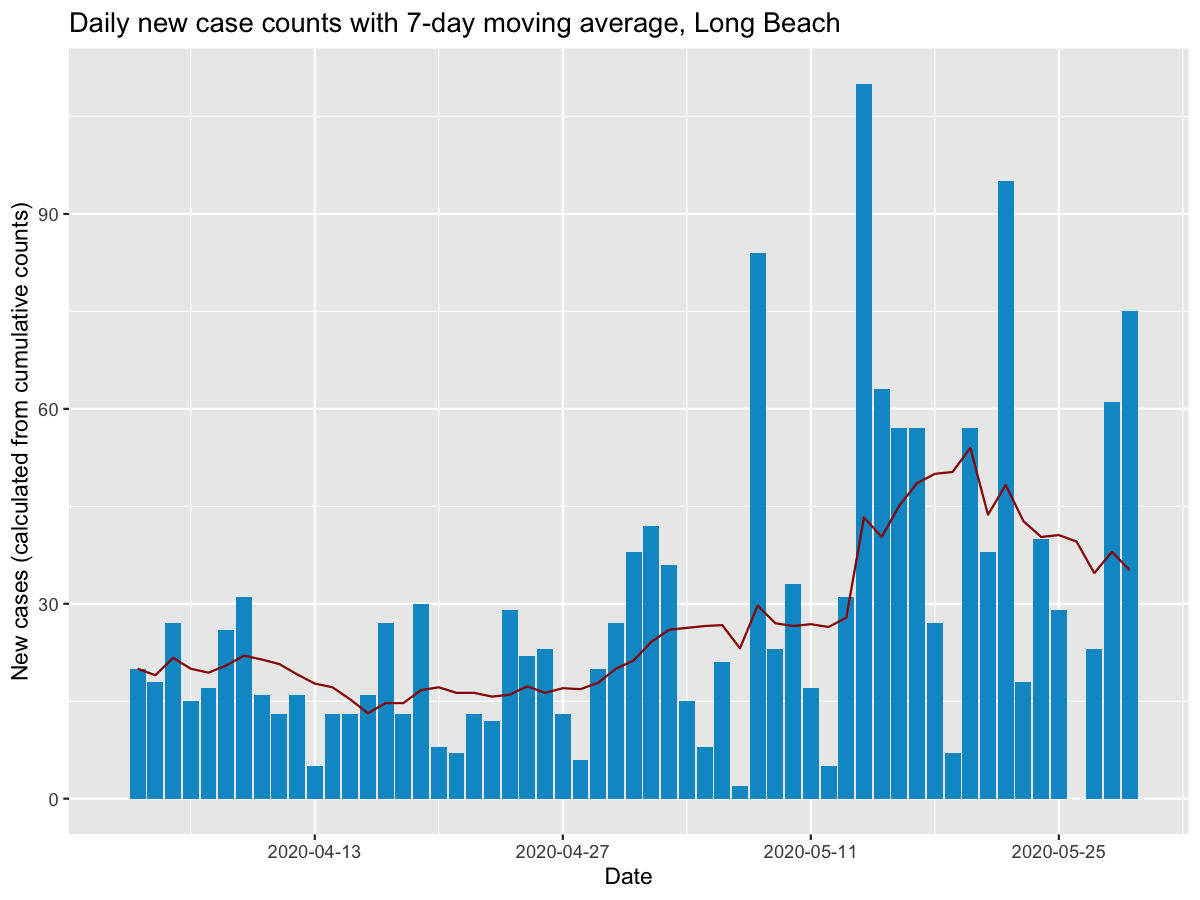 Daily new case counts with 7-day moving average, Long Beach
New cases (calculated from cumulative counts)
90
60
30
0
2020-04-13
2020-04-27
2020-05-11
2020-05-25
Date